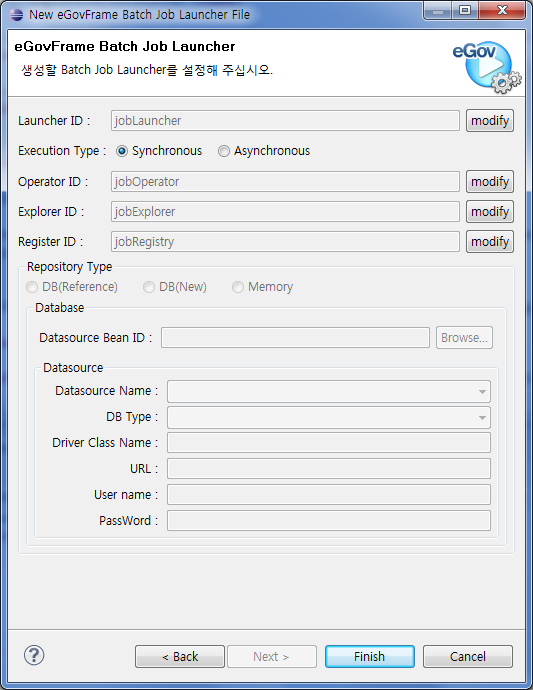 New eGovFrame Batch Job Launcher File
eGovFrame Batch Job Launcher
생성할 Batch Job Launcher를 설정해 주십시오.
eGov
Launcher ID : jobLauncher modify
Execution Type : Synchronous Asynchronous
Operator ID : jobOperator modify
Explorer ID : jobExplorer modify
Register ID : jobRegistry modify
Repository Type
DB(Reference) DB(New) Memory
Database
Datasource Bean ID : Browse...
Datasource
Datasource Name :
DB Type :
Driver Class Name :
URL :
User name :
PassWord :
? < Back Next > Finish Cancel